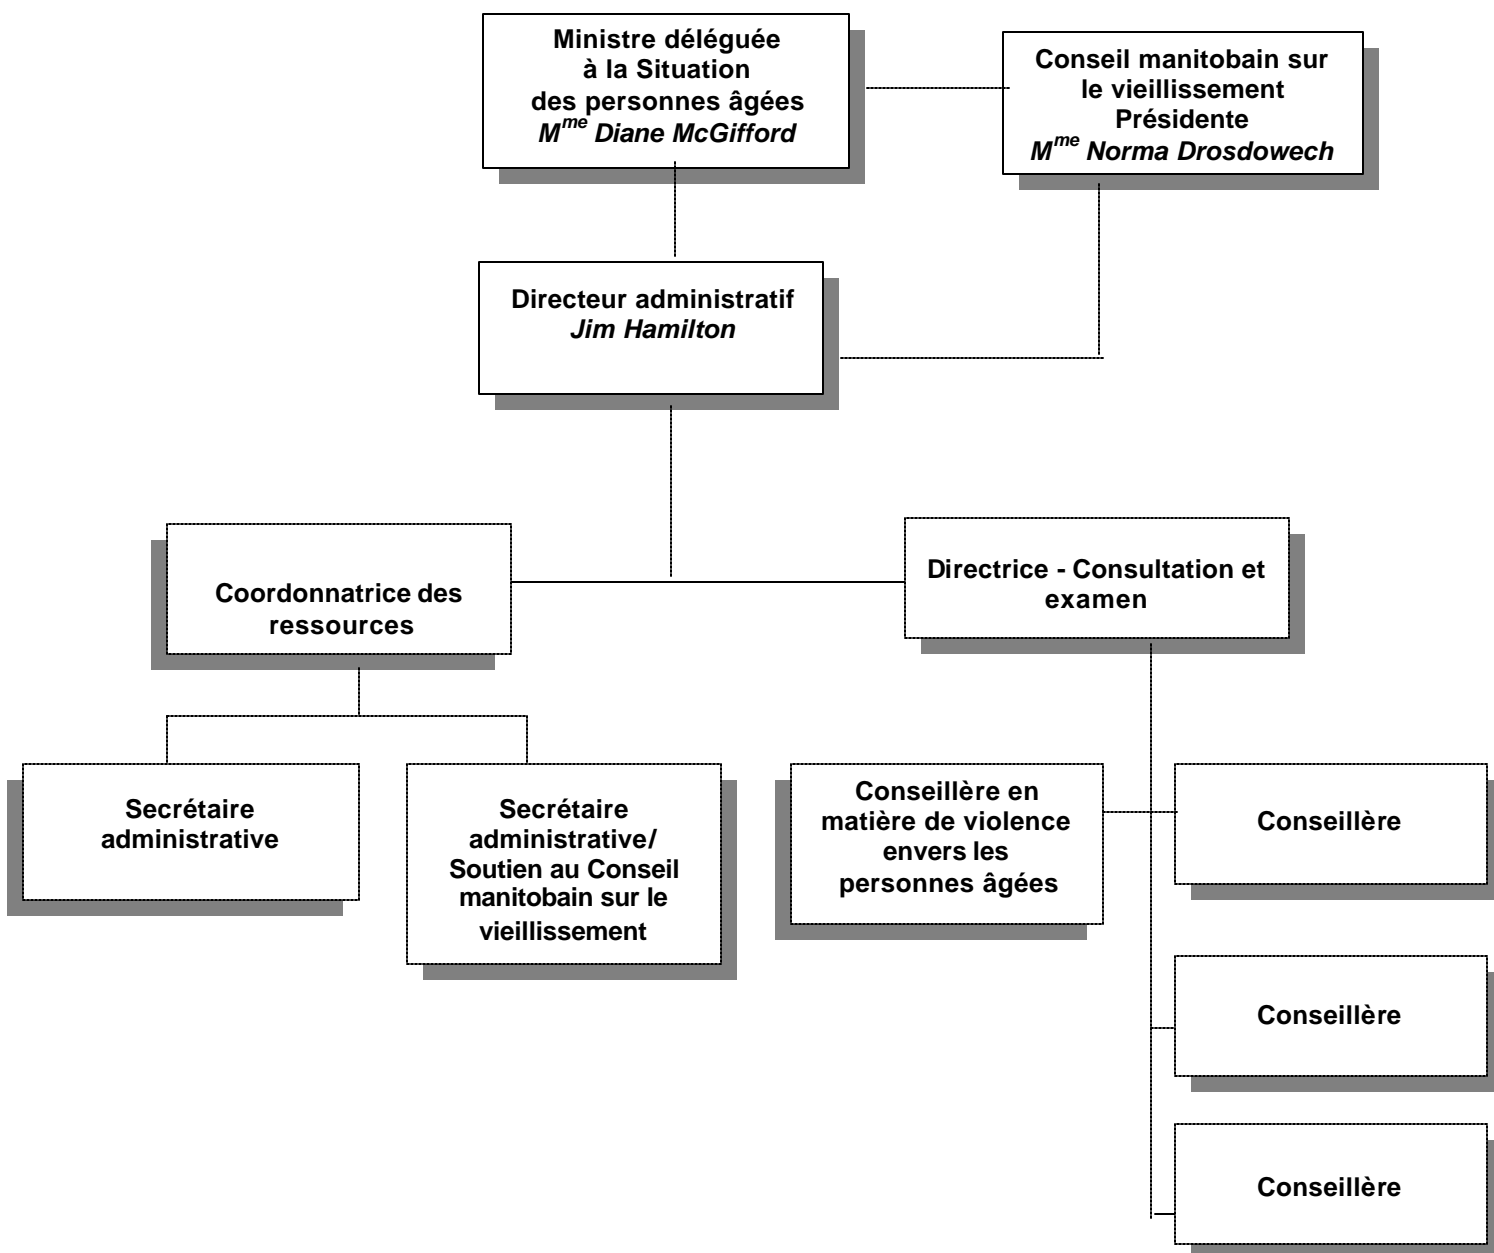 Ministre déléguée
à la Situation
des personnes âgées
Mme Diane McGifford
Conseil manitobain sur
le vieillissement
Présidente
Mme Norma Drosdowech
Directeur administratif
Jim Hamilton
Coordonnatrice des
ressources
Directrice - Consultation et
examen
Secrétaire
administrative
Secrétaire
administrative/
Soutien au Conseil
manitobain sur le
vieillissement
Conseillère en
matière de violence
envers les
personnes âgées
Conseillère
Conseillère
Conseillère